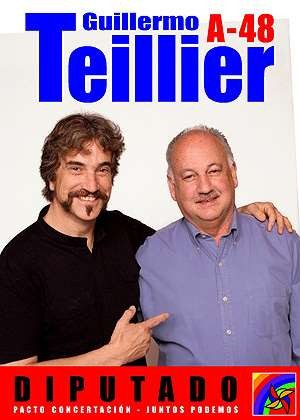 Guillermo
A-48
Teillier
DIPUTADO
PACTO CONCERTACIÓN - JUNTOS PODEMOS